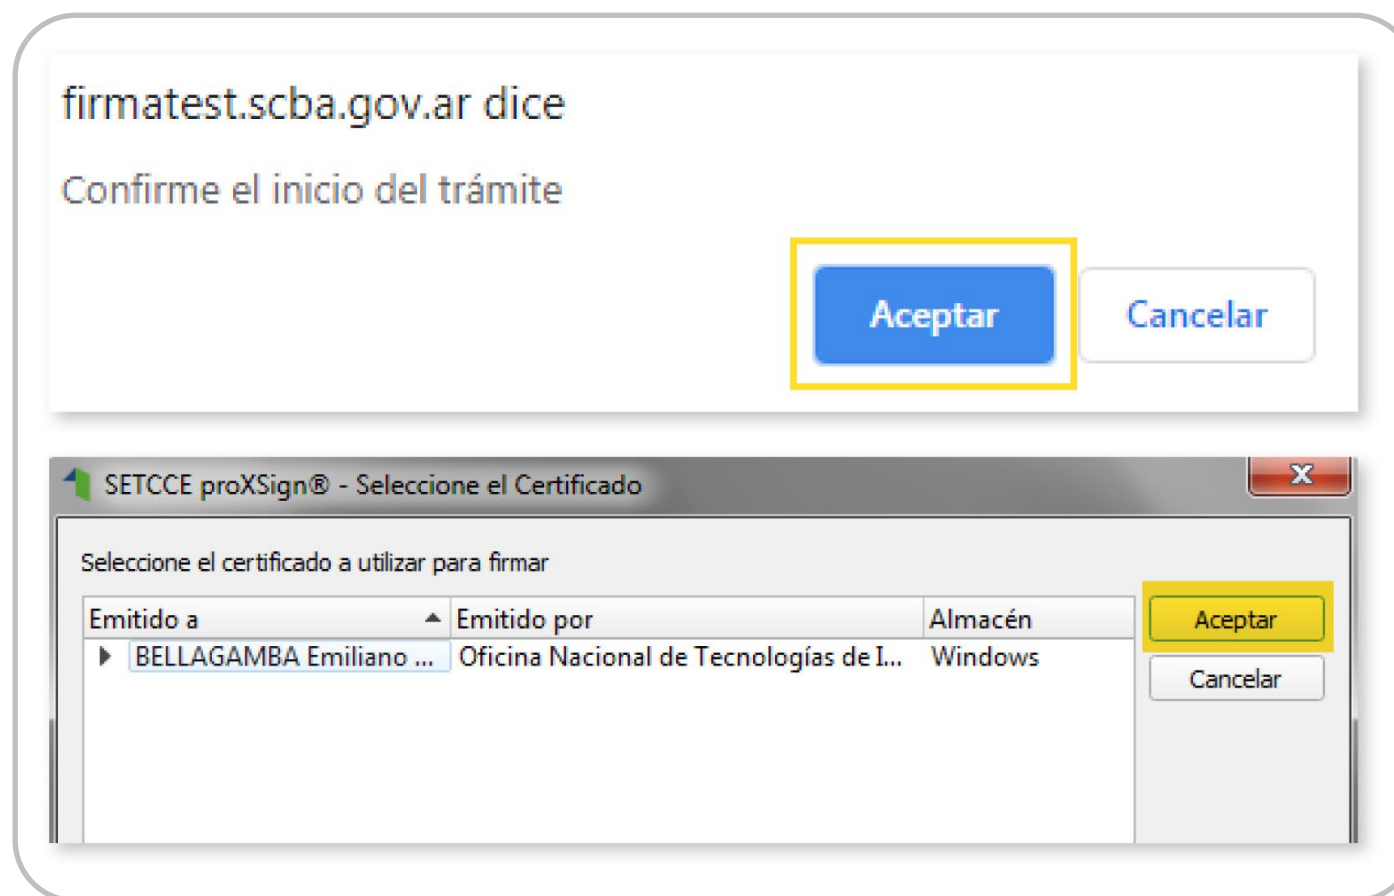 firmatest.scba.gov.ar dice
Confirme el inicio del trámite
Aceptar Cancelar
SETCCE proXSign® - Seleccione el Certificado
Seleccione el certificado a utilizar para firmar
Emitido a Emitido por Almacén Aceptar
BELLAGAMBA Emiliano ... Oficina Nacional de Tecnologías de I... Windows
Cancelar